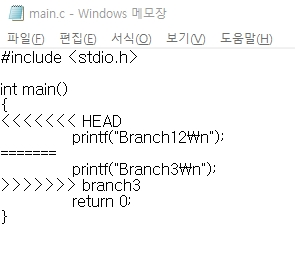 main.c - Windows 메모장
파일(F) 편집(E) 서식(O) 보기(V) 도움말(H)
#include <stdio.h>
int main()
{
<<<<<<< HEAD
printf("Branch12₩n");
=======
printf("Branch3₩n");
>>>>>>> branch3
return 0;
}